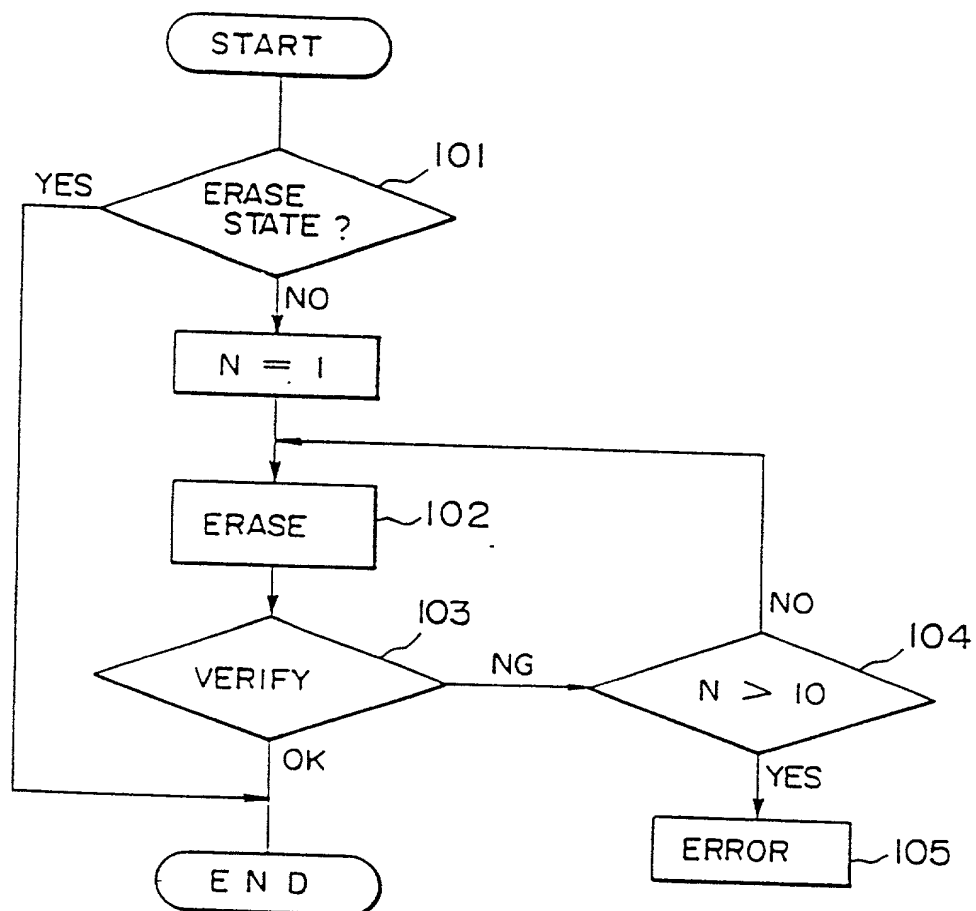 START
101
YES
ERASE
STATE ?
NO
N = 1
ERASE
102
103
NO
104
VERIFY
NG
N > 10
OK
YES
ERROR
105
END